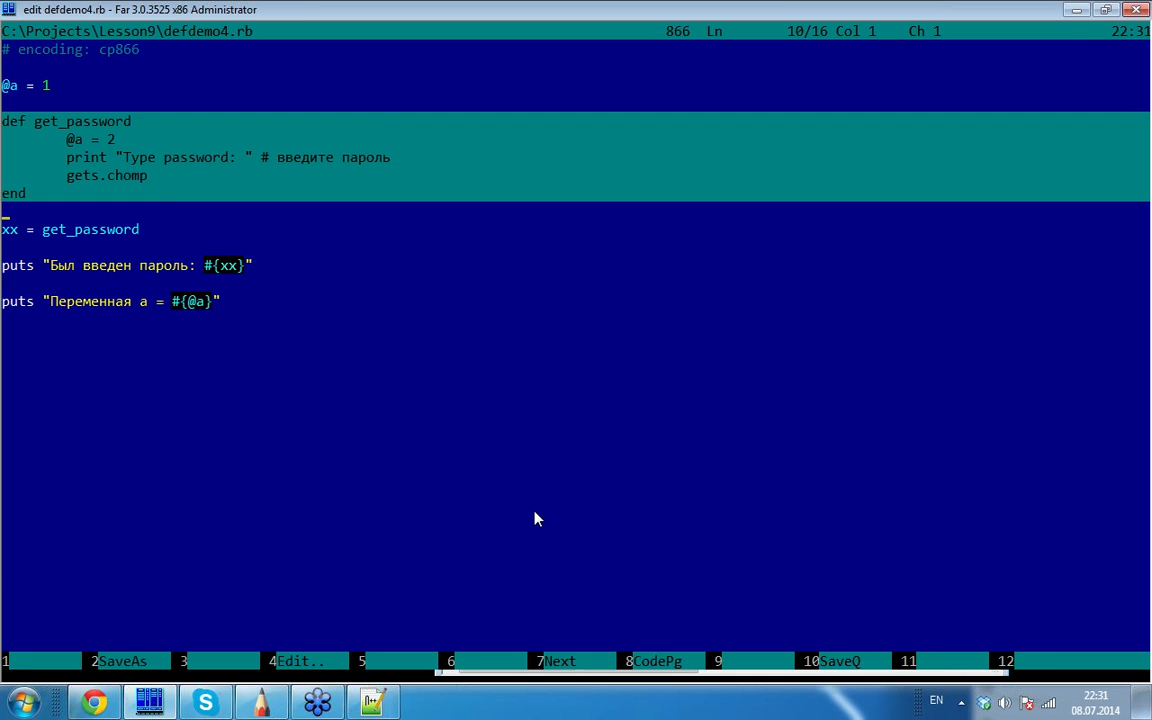 edit defdemo4.rb - Far 3.0.3525 x86 Administrator
C:\Projects\Lesson9\defdemo4.rb 866 Ln 10/16 Col 1 Ch 1 22:31
# encoding: cp866
@a = 1
def get_password
@a = 2
print "Type password: " # введите пароль
gets.chomp
end
xx = get_password
puts "Был введен пароль: #{xx}"
puts "Переменная a = #{@a}"
1 2SaveAs 3 4Edit.. 5 6 7Next 8CodePg 9 10SaveQ 11 12
EN 22:31
08.07.2014